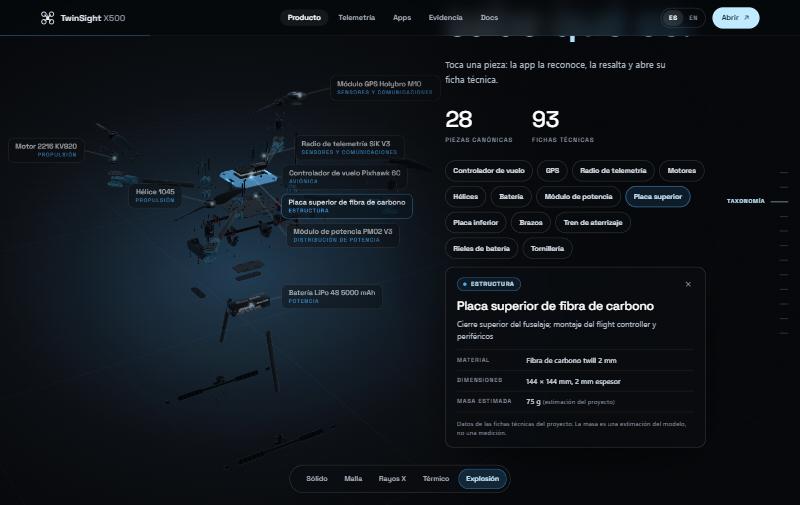 TwinSight X500
Producto
Telemetría
Apps
Evidencia
Docs
ES
EN
Abrir ↗
Toca una pieza: la app la reconoce, la resalta y abre su
ficha técnica.
28
PIEZAS CANÓNICAS
93
FICHAS TÉCNICAS
Controlador de vuelo
GPS
Radio de telemetría
Motores
Hélices
Batería
Módulo de potencia
Placa superior
Placa inferior
Brazos
Tren de aterrizaje
Rieles de batería
Tornillería
ESTRUCTURA
×
Placa superior de fibra de carbono
Cierre superior del fuselaje; montaje del flight controller y
periféricos
MATERIAL
Fibra de carbono twill 2 mm
DIMENSIONES
144 × 144 mm, 2 mm espesor
MASA ESTIMADA
75 g (estimación del proyecto)
Datos de las fichas técnicas del proyecto. La masa es una estimación del modelo,
no una medición.
TAXONOMÍA
Módulo GPS Holybro M10
SENSORES Y COMUNICACIONES
Motor 2216 KV920
PROPULSIÓN
Radio de telemetría SiK V3
SENSORES Y COMUNICACIONES
Controlador de vuelo Pixhawk 6C
AVIÓNICA
Hélice 1045
PROPULSIÓN
Placa superior de fibra de carbono
ESTRUCTURA
Módulo de potencia PM02 V3
DISTRIBUCIÓN DE POTENCIA
Batería LiPo 4S 5000 mAh
POTENCIA
Sólido
Malla
Rayos X
Térmico
Explosión